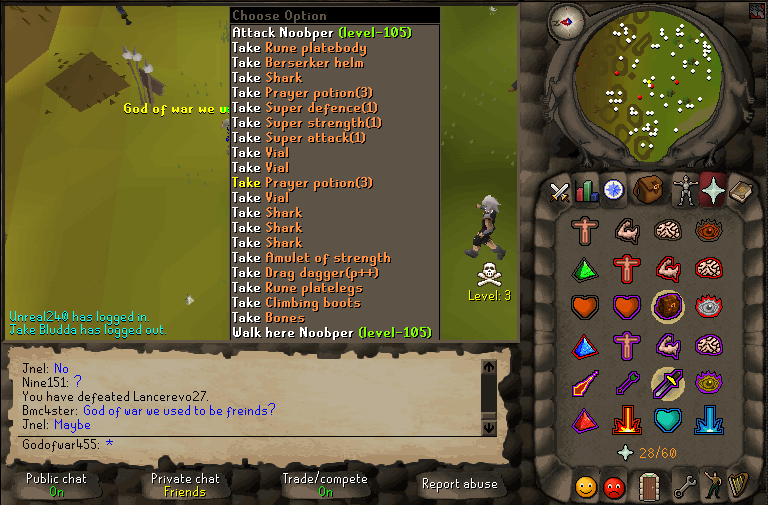 Choose Option
Attack Noobper (level-105)
Take Rune platebody
Take Berserker helm
Take Shark
Take Prayer potion(3)
Take Super defence(1)
Take Super strength(1)
Take Super attack(1)
Take Vial
Take Vial
Take Prayer potion(3)
Take Vial
Take Shark
Take Shark
Take Shark
Take Amulet of strength
Take Drag dagger(p++)
Take Rune platelegs
Take Climbing boots
Take Bones
Walk here Noobper (level-105)
God of war we us
Level: 3
Unreal240 has logged in.
Jake Bludda has logged out.
Jnel: No
Nine151: ?
You have defeated Lancerevo27.
Bmc4ster: God of war we used to be freinds?
Jnel: Maybe
Godofwar455: *
28/60
Public chat
On
Private chat
Friends
Trade/compete
On
Report abuse